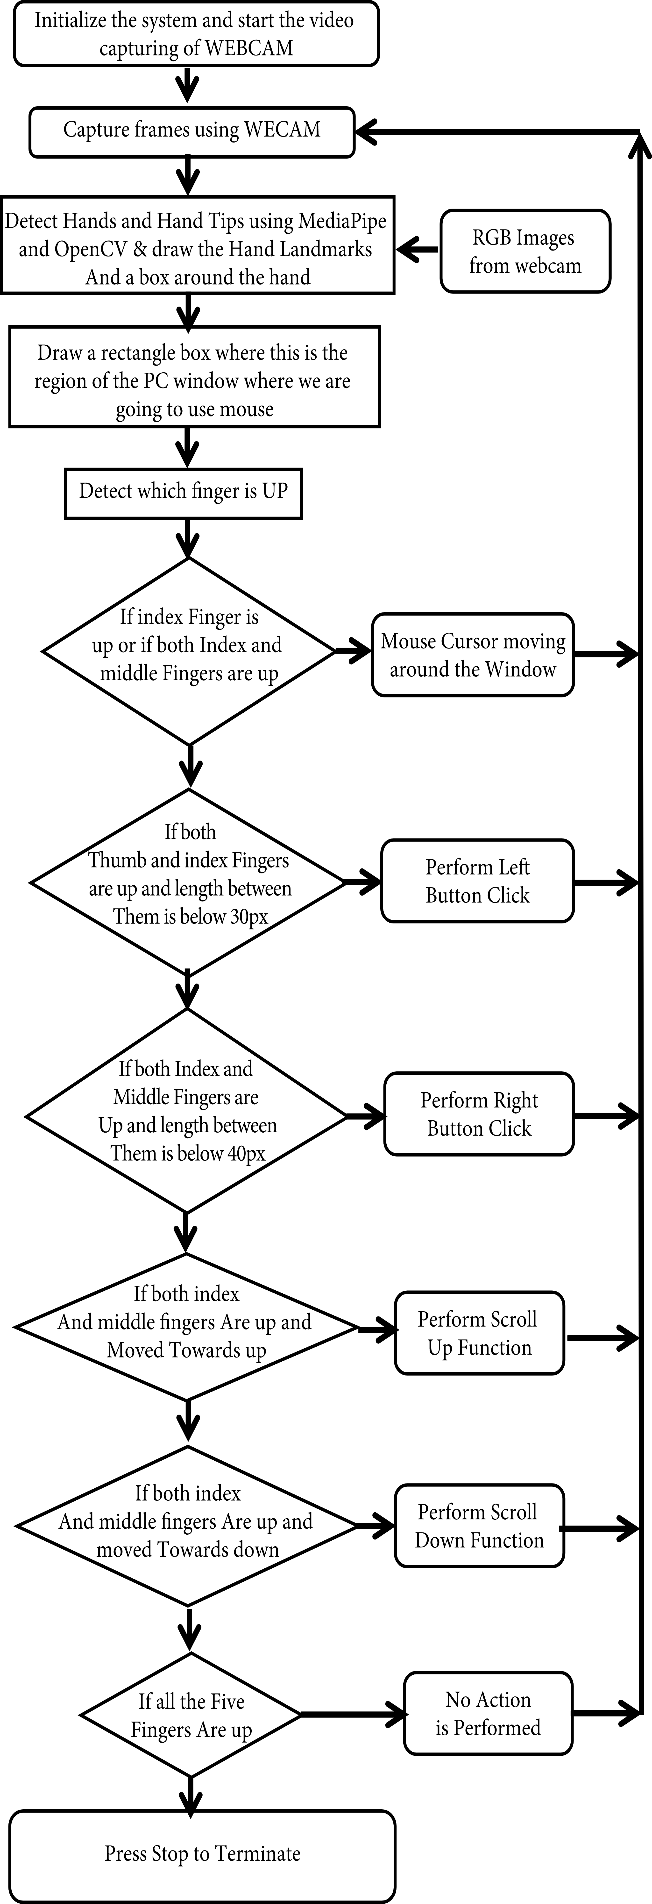 Initialize the system and start the video
capturing of WEBCAM
Capture frames using WECAM
Detect Hands and Hand Tips using MediaPipe
and OpenCV & draw the Hand Landmarks
And a box around the hand
RGB Images
from webcam
Draw a rectangle box where this is the
region of the PC window where we are
going to use mouse
Detect which finger is UP
If index Finger is
up or if both Index and
middle Fingers are up
Mouse Cursor moving
around the Window
If both
Thumb and index Fingers
are up and length between
Them is below 30px
Perform Left
Button Click
If both Index and
Middle Fingers are
Up and length between
Them is below 40px
Perform Right
Button Click
If both index
And middle fingers Are up and
Moved Towards up
Perform Scroll
Up Function
If both index
And middle fingers Are up and
moved Towards down
Perform Scroll
Down Function
If all the Five
Fingers Are up
No Action
is Performed
Press Stop to Terminate